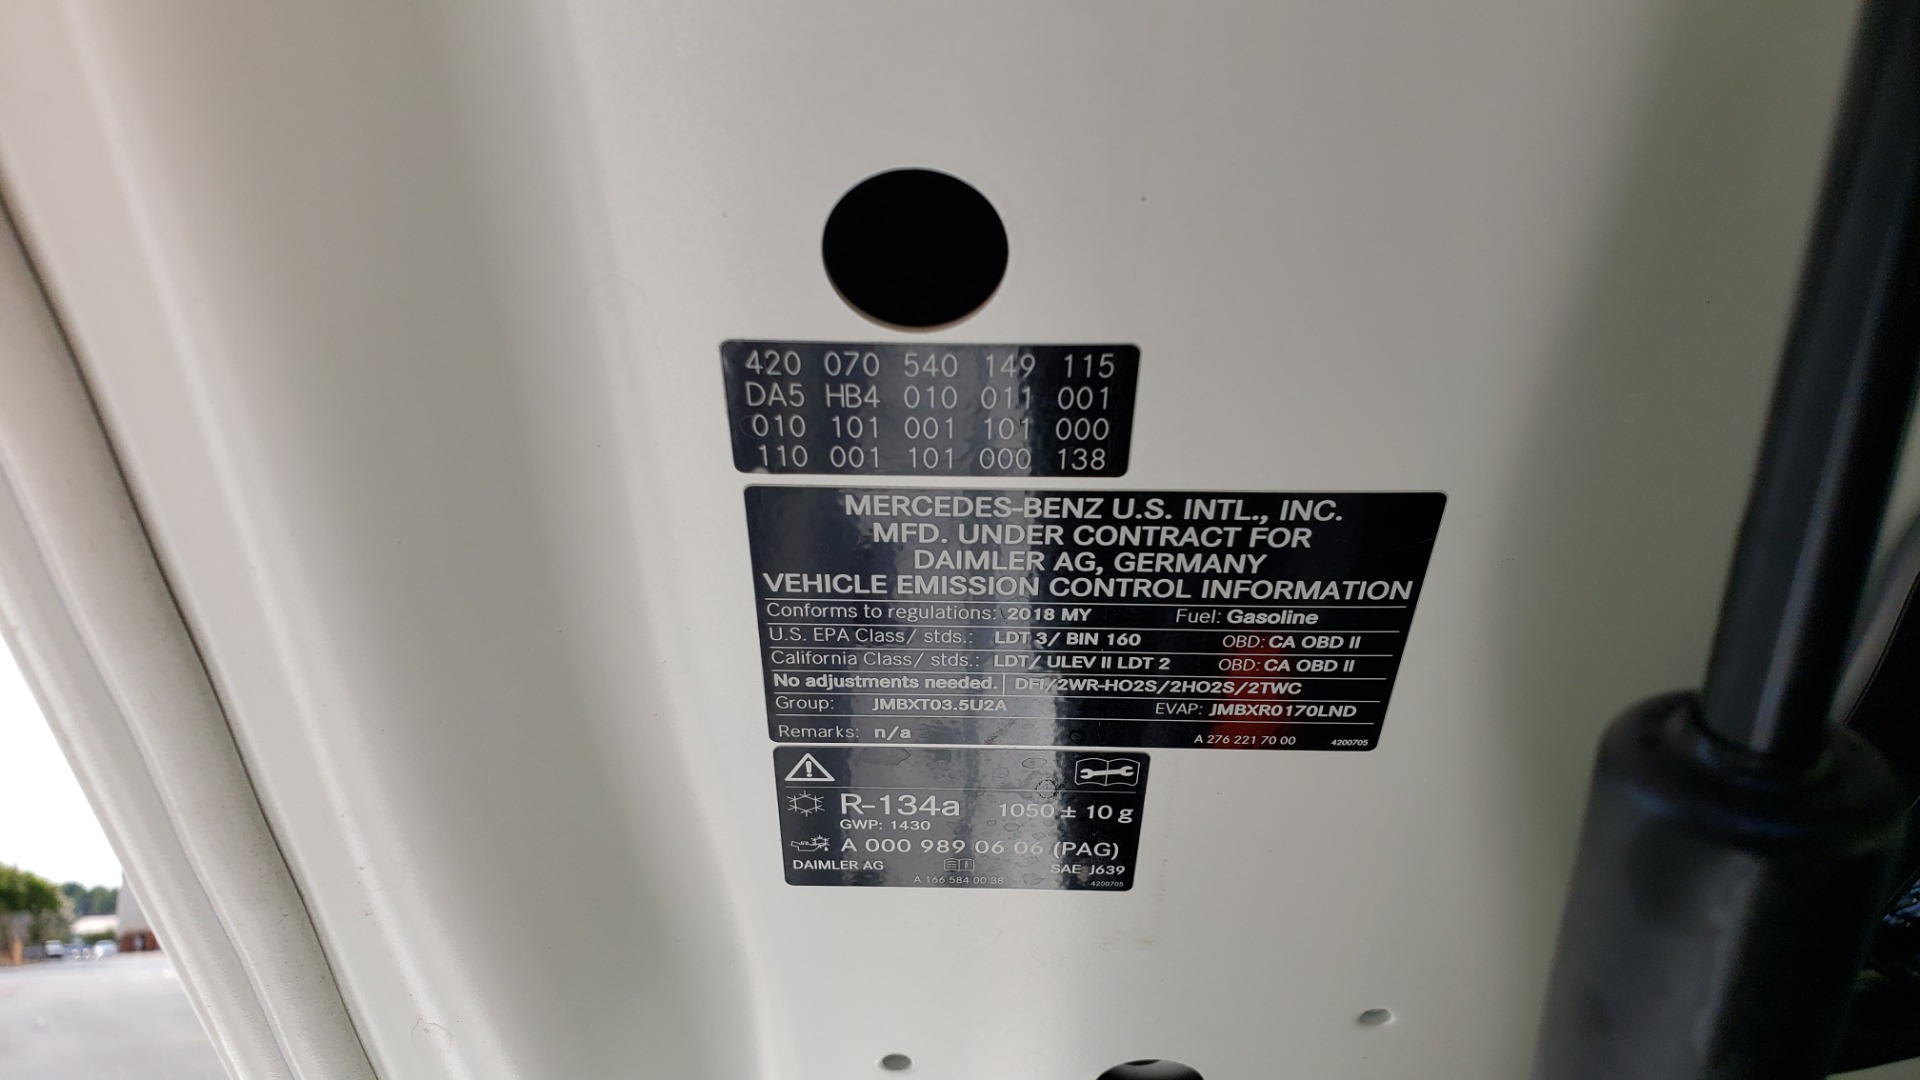 420 070 540 149 115
DA5 HB4 010 011 001
010 101 001 101 000
110 001 101 000 138
MERCEDES-BENZ U.S. INTL., INC.
MFD. UNDER CONTRACT FOR
DAIMLER AG, GERMANY
VEHICLE EMISSION CONTROL INFORMATION
Conforms to regulations: 2018 MY Fuel: Gasoline
U.S. EPA Class/ stds.: LDT 3/ BIN 160 OBD: CA OBD II
California Class/ stds.: LDT/ ULEV II LDT 2 OBD: CA OBD II
No adjustments needed. DFI/2WR-HO2S/2HO2S/2TWC
Group: JMBXT03.5U2A EVAP: JMBXR0170LND
Remarks: n/a A 276 221 70 00 4200705
R-134a 1050 ± 10 g
GWP: 1430
A 000 989 06 06 (PAG)
DAIMLER AG SAE J639
A 166 584 00 38 4200705